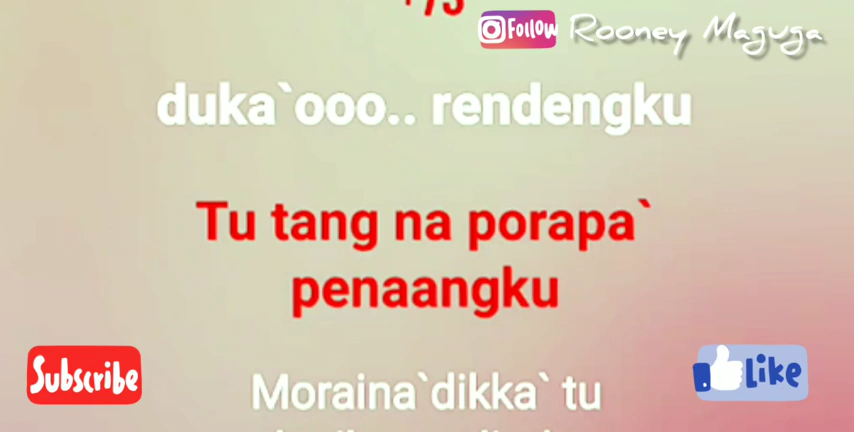 Follow Rooney Maguga
duka`ooo.. rendengku
Tu tang na porapa`
penaangku
Subscribe
Like
Moraina`dikka` tu